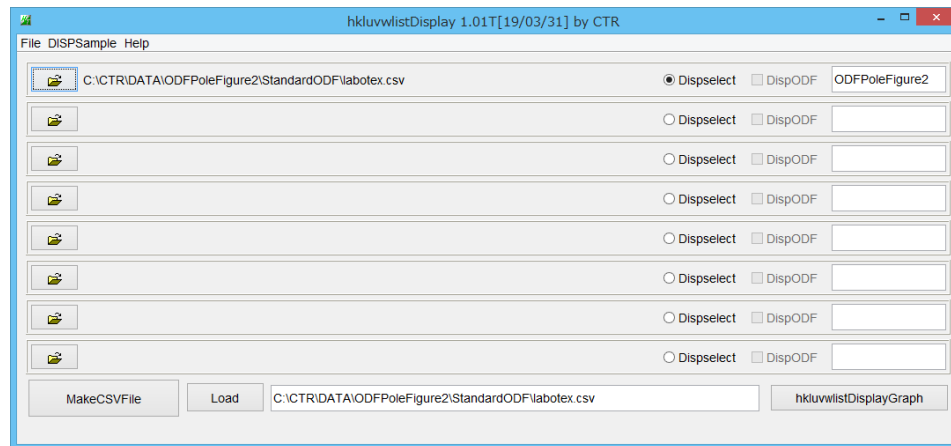 hkluvwlistDisplay 1.01T[19/03/31] by CTR
File DISPSample Help
C:\CTR\DATA\ODFPoleFigure2\StandardODF\labotex.csv Dispselect DispODF ODFPoleFigure2
Dispselect DispODF
Dispselect DispODF
Dispselect DispODF
Dispselect DispODF
Dispselect DispODF
Dispselect DispODF
Dispselect DispODF
MakeCSVFile Load C:\CTR\DATA\ODFPoleFigure2\StandardODF\labotex.csv hkluvwlistDisplayGraph